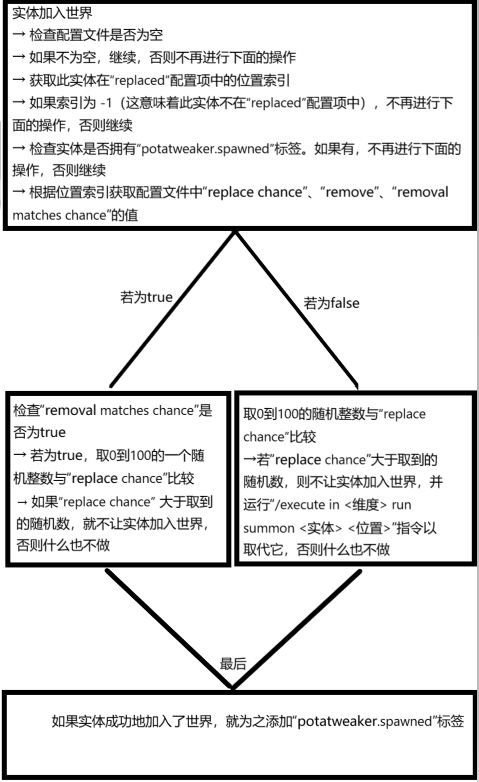 实体加入世界
→ 检查配置文件是否为空
→ 如果不为空，继续，否则不再进行下面的操作
→ 获取此实体在“replaced”配置项中的位置索引
→ 如果索引为 -1（这意味着此实体不在“replaced”配置项中），不再进行下
面的操作，否则继续
→ 检查实体是否拥有“potatweaker.spawned”标签。如果有，不再进行下面的
操作，否则继续
→ 根据位置索引获取配置文件中“replace chance”、“remove”、“removal
matches chance”的值
若为true
若为false
检查“removal matches chance”是
否为true
→ 若为true，取0到100的一个随
机整数与“replace chance”比较
→ 如果“replace chance” 大于取到
的随机数，就不让实体加入世界，
否则什么也不做
取0到100的随机整数与“replace
chance”比较
→若“replace chance”大于取到的
随机数，则不让实体加入世界，并
运行“/execute in <维度> run
summon <实体> <位置>”指令以
取代它，否则什么也不做
最后
如果实体成功地加入了世界，就为之添加“potatweaker.spawned”标签